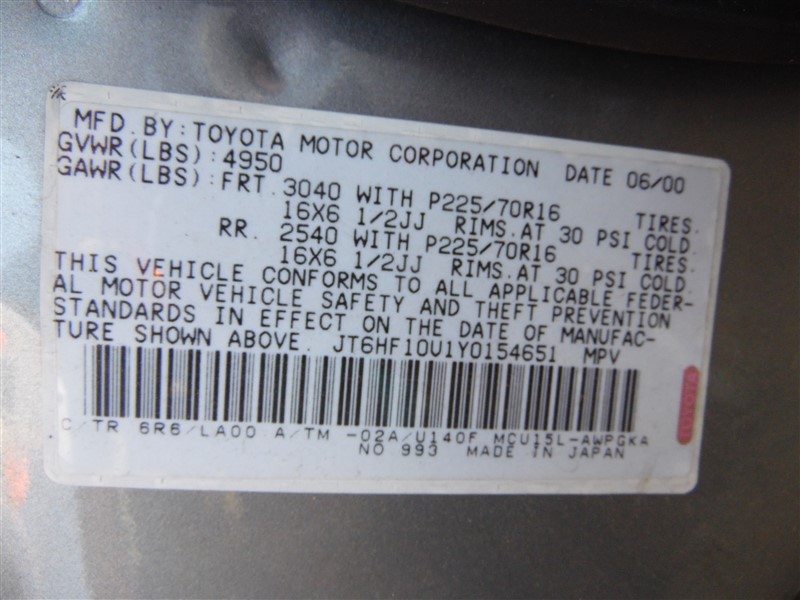 MFD.BY:TOYOTA MOTOR CORPORATION DATE 06/00
GVWR(LBS):4950
GAWR(LBS):FRT. 3040 WITH P225/70R16 TIRES.
16X6 1/2JJ RIMS.AT 30 PSI COLD.
RR. 2540 WITH P225/70R16 TIRES.
16X6 1/2JJ RIMS.AT 30 PSI COLD.
THIS VEHICLE CONFORMS TO ALL APPLICABLE FEDER-
AL MOTOR VEHICLE SAFETY AND THEFT PREVENTION
STANDARDS IN EFFECT ON THE DATE OF MANUFAC-
TURE SHOWN ABOVE. JT6HF10U1Y0154651 MPV
TOYOTA
C/TR 6R6/LA00 A/TM -02A/U140F MCU15L-AWPGKA
NO 993 MADE IN JAPAN